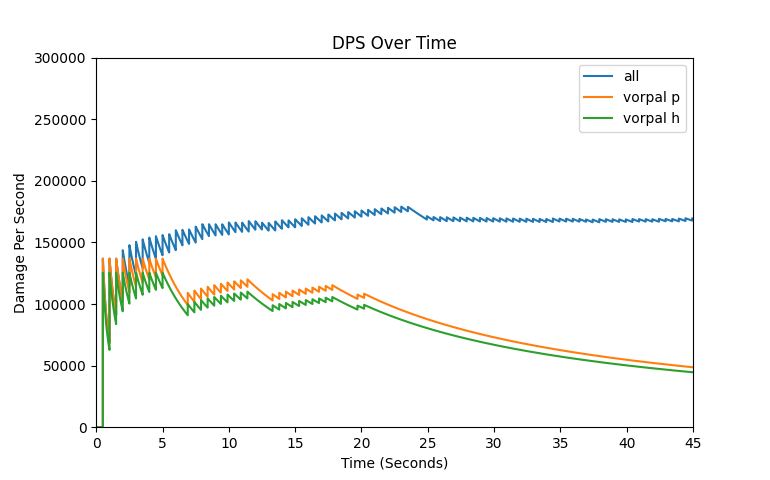 DPS Over Time
300000
250000
200000
150000
100000
50000
0
Damage Per Second
all
vorpal p
vorpal h
0 5 10 15 20 25 30 35 40 45
Time (Seconds)